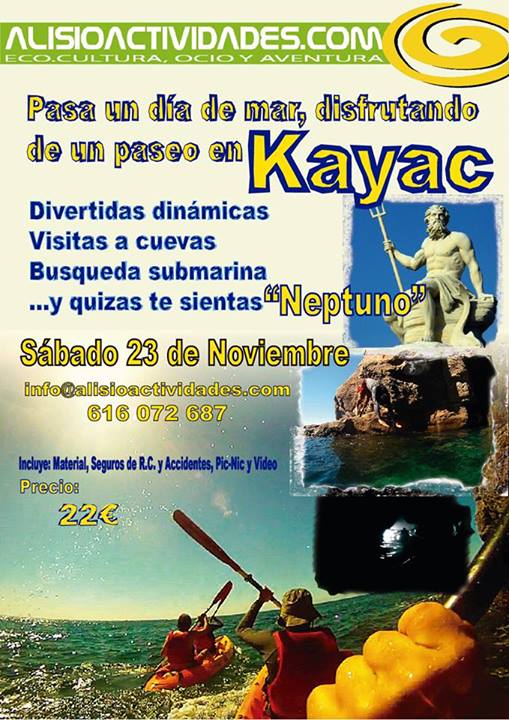 ALISIOACTIVIDADES.COM
ECO.CULTURA, OCIO Y AVENTURA
Pasa un día de mar, disfrutando
de un paseo en Kayac
Divertidas dinámicas
Visitas a cuevas
Busqueda submarina
...y quizas te sientas “Neptuno”
Sábado 23 de Noviembre
info@alisioactividades.com
616 072 687
Incluye: Material, Seguros de R.C. y Accidentes, Pic-Nic y Video
Precio:
22€